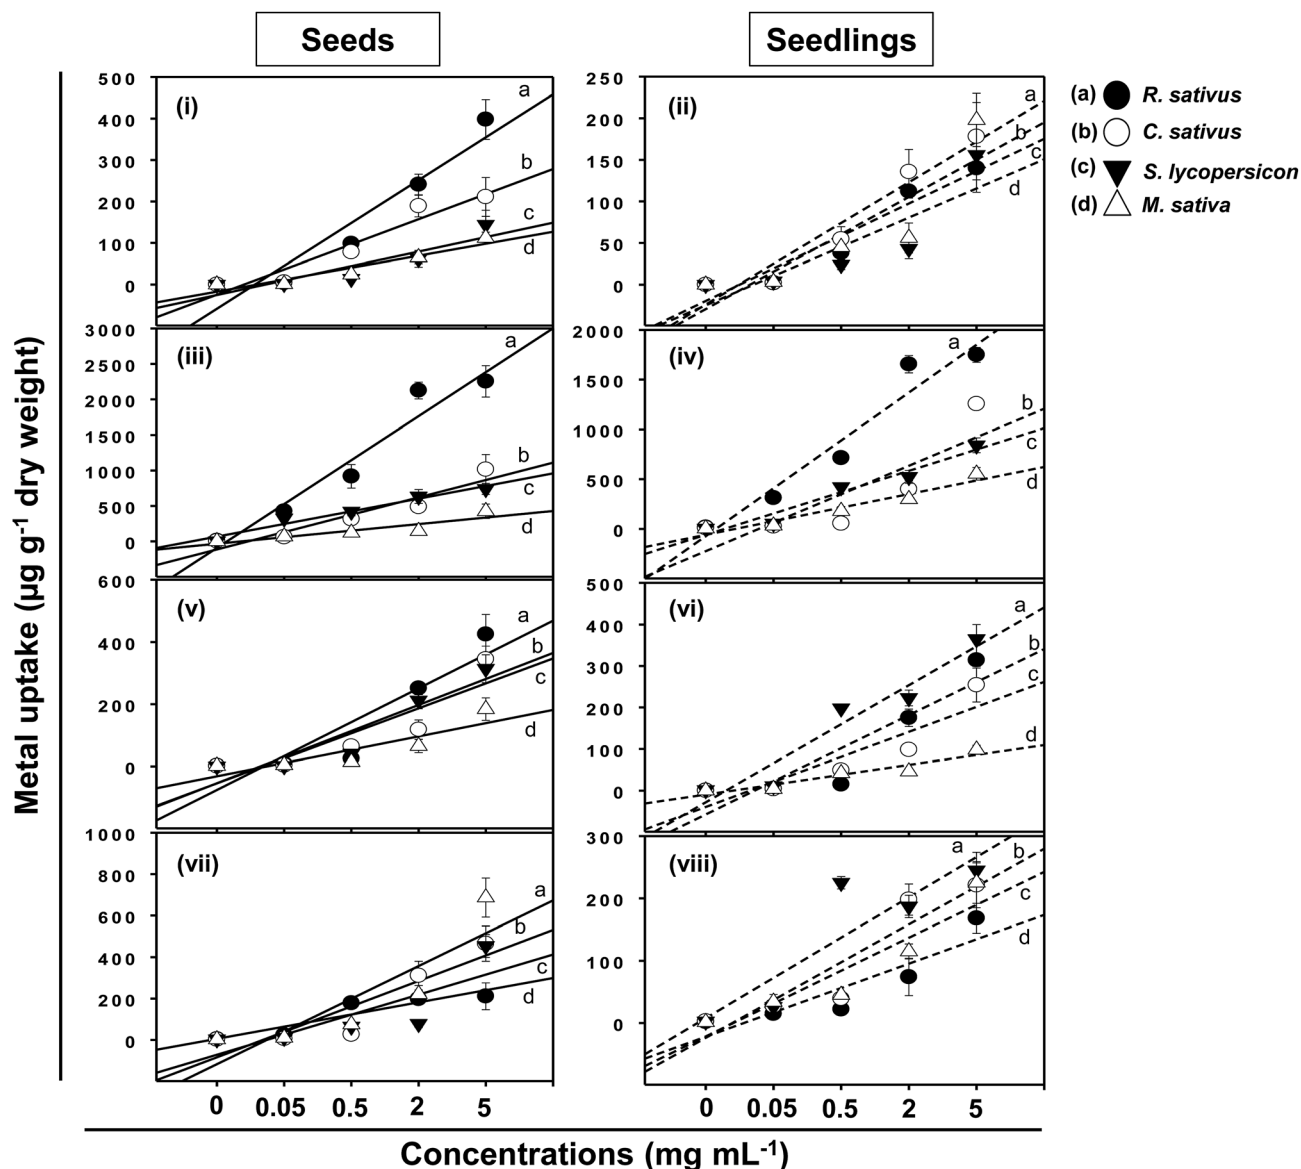 Seeds
Seedlings
(a) R. sativus
(b) C. sativus
(c) S. lycopersicon
(d) M. sativa
Metal uptake (µg g-1 dry weight)
(i)
500
400
300
200
100
0
a
b
c
d
(ii)
250
200
150
100
50
0
a
b
c
d
(iii)
3000
2500
2000
1500
1000
500
0
a
b
c
d
(iv)
2000
1500
1000
500
0
a
b
c
d
(v)
600
400
200
0
a
b
c
d
(vi)
500
400
300
200
100
0
a
b
c
d
(vii)
1000
800
600
400
200
0
a
b
c
d
(viii)
300
200
100
0
a
b
c
d
0 0.05 0.5 2 5
0 0.05 0.5 2 5
Concentrations (mg mL-1)